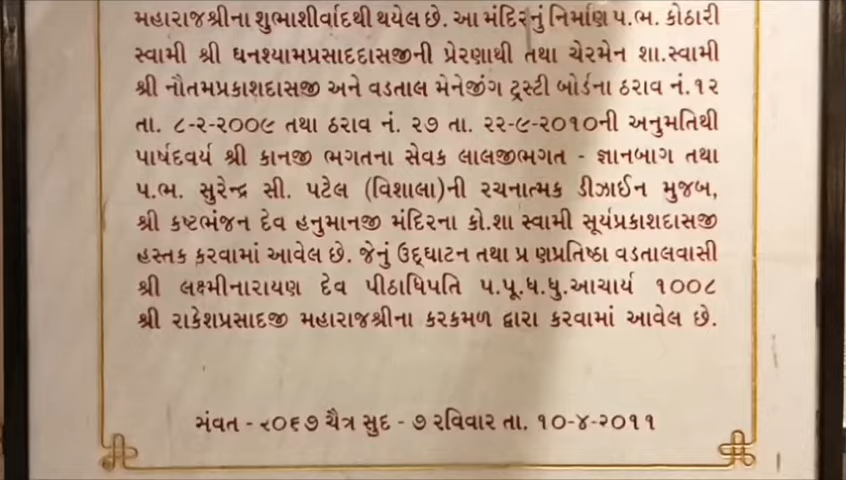 મહારાજશ્રીના શુભાશીર્વાદથી થયેલ છે. આ મંદિરનું નિર્માણ પ.ભ. કોઠારી
સ્વામી શ્રી ઘનશ્યામપ્રસાદદાસજીની પ્રેરણાથી તથા ચેરમેન શા.સ્વામી
શ્રી નૌતમપ્રકાશદાસજી અને વડતાલ મેનેજીંગ ટ્રસ્ટી બોર્ડના ઠરાવ નં. ૧૨
તા. ૮-૨-૨૦૦૯ તથા ઠરાવ નં. ૨૭ તા. ૨૨-૯-૨૦૧૦ની અનુમતિથી
પાર્ષદવર્ય શ્રી કાનજી ભગતના સેવક લાલજીભગત - જ્ઞાનબાગ તથા
પ.ભ. સુરેન્દ્ર સી. પટેલ (વિશાલા)ની રચનાત્મક ડીઝાઈન મુજબ,
શ્રી કષ્ટભંજન દેવ હનુમાનજી મંદિરના કો.શા સ્વામી સૂર્યપ્રકાશદાસજી
હસ્તક કરવામાં આવેલ છે. જેનું ઉદ્ઘાટન તથા પ્ર ણપ્રતિષ્ઠા વડતાલવાસી
શ્રી લક્ષ્મીનારાયણ દેવ પીઠાધિપતિ પ.પૂ.ધ.ધુ.આચાર્ય ૧૦૦૮
શ્રી રાકેશપ્રસાદજી મહારાજશ્રીના કરકમળ દ્વારા કરવામાં આવેલ છે.
સંવત - ૨૦૬૭ ચૈત્ર સુદ - ૭ રવિવાર તા. ૧૦-૪-૨૦૧૧